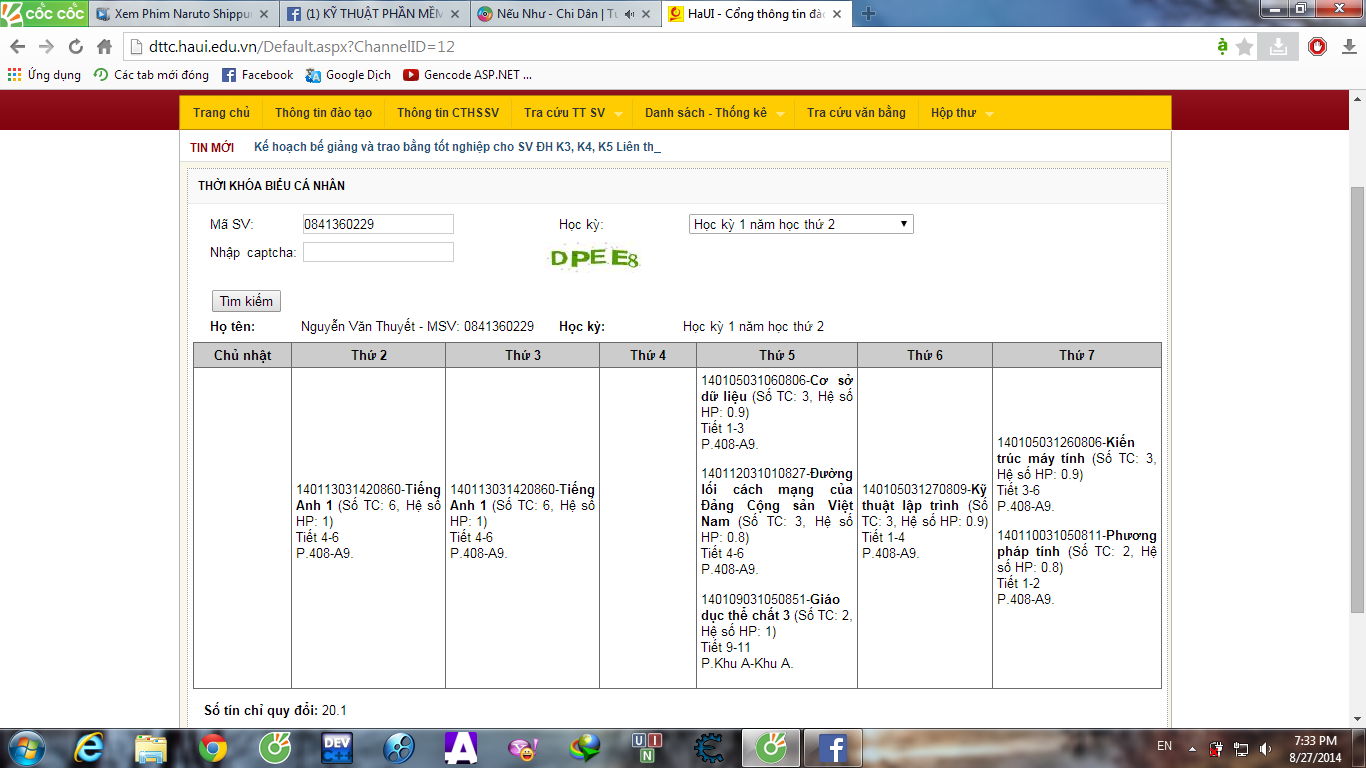 cốc cốc
Xem Phim Naruto Shippu
(1) KỸ THUẬT PHẦN MỀM
Nếu Như - Chi Dân | Tu
HaUI - Cổng thông tin đào
dttc.haui.edu.vn/Default.aspx?ChannelID=12
Ứng dụng
Các tab mới đóng
Facebook
Google Dịch
Gencode ASP.NET ...
Trang chủ
Thông tin đào tạo
Thông tin CTHSSV
Tra cứu TT SV
Danh sách - Thống kê
Tra cứu văn bằng
Hộp thư
TIN MỚI
Kế hoạch bế giảng và trao bằng tốt nghiệp cho SV ĐH K3, K4, K5 Liên th_
THỜI KHÓA BIỂU CÁ NHÂN
Mã SV:
0841360229
Học kỳ:
Học kỳ 1 năm học thứ 2
Nhập captcha:
DPEE8
Tìm kiếm
Họ tên:
Nguyễn Văn Thuyết - MSV: 0841360229
Học kỳ:
Học kỳ 1 năm học thứ 2
Chủ nhật
Thứ 2
Thứ 3
Thứ 4
Thứ 5
Thứ 6
Thứ 7
140113031420860-Tiếng
Anh 1 (Số TC: 6, Hệ số
HP: 1)
Tiết 4-6
P.408-A9.
140113031420860-Tiếng
Anh 1 (Số TC: 6, Hệ số
HP: 1)
Tiết 4-6
P.408-A9.
140105031060806-Cơ sở
dữ liệu (Số TC: 3, Hệ số
HP: 0.9)
Tiết 1-3
P.408-A9.
140112031010827-Đường
lối cách mạng của
Đảng Cộng sản Việt
Nam (Số TC: 3, Hệ số
HP: 0.8)
Tiết 4-6
P.408-A9.
140109031050851-Giáo
dục thể chất 3 (Số TC: 2,
Hệ số HP: 1)
Tiết 9-11
P.Khu A-Khu A.
140105031270809-Kỹ
thuật lập trình (Số
TC: 3, Hệ số HP: 0.9)
Tiết 1-4
P.408-A9.
140105031260806-Kiến
trúc máy tính (Số TC: 3,
Hệ số HP: 0.9)
Tiết 3-6
P.408-A9.
140110031050811-Phương
pháp tính (Số TC: 2, Hệ
số HP: 0.8)
Tiết 1-2
P.408-A9.
Số tín chỉ quy đổi: 20.1
DEV
C++
A
U I
N
EN
7:33 PM
8/27/2014